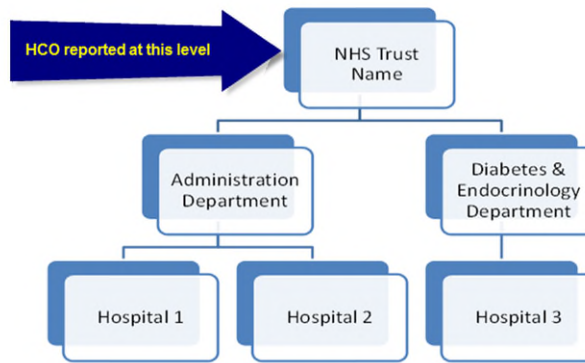 HCO reported at this level
NHS Trust
Name
Administration
Department
Diabetes &
Endocrinology
Department
Hospital 1
Hospital 2
Hospital 3